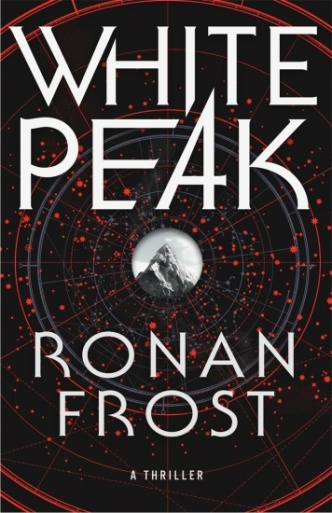 WHITE
PEAK
RONAN
FROST
A THRILLER